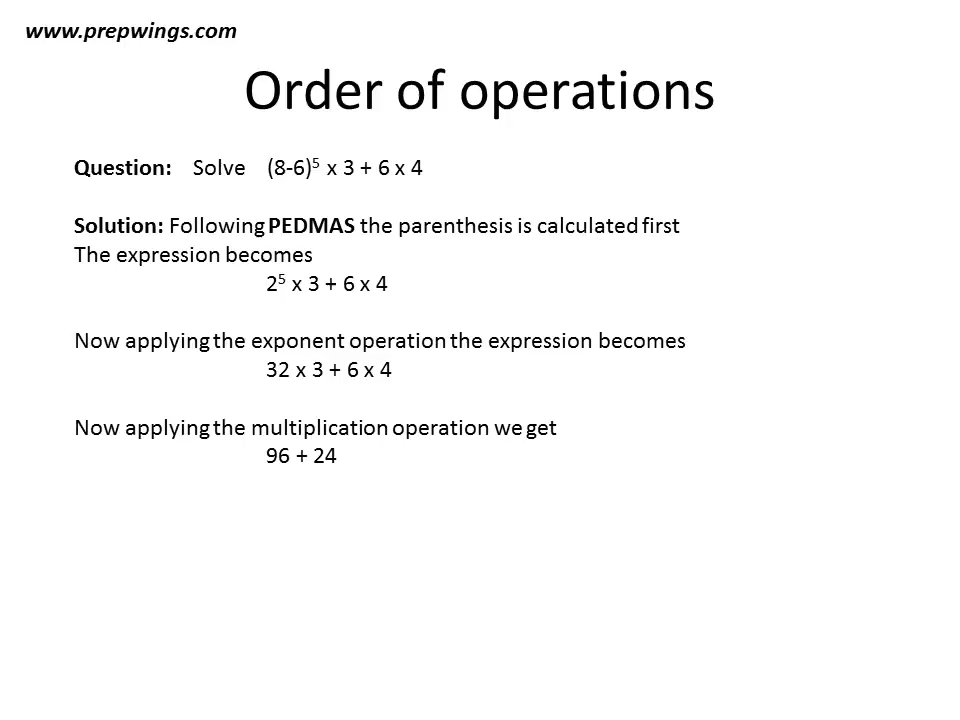 www.prepwings.com
Order of operations
Question: Solve (8-6)⁵ x 3 + 6 x 4
Solution: Following PEDMAS the parenthesis is calculated first
The expression becomes
2⁵ x 3 + 6 x 4
Now applying the exponent operation the expression becomes
32 x 3 + 6 x 4
Now applying the multiplication operation we get
96 + 24